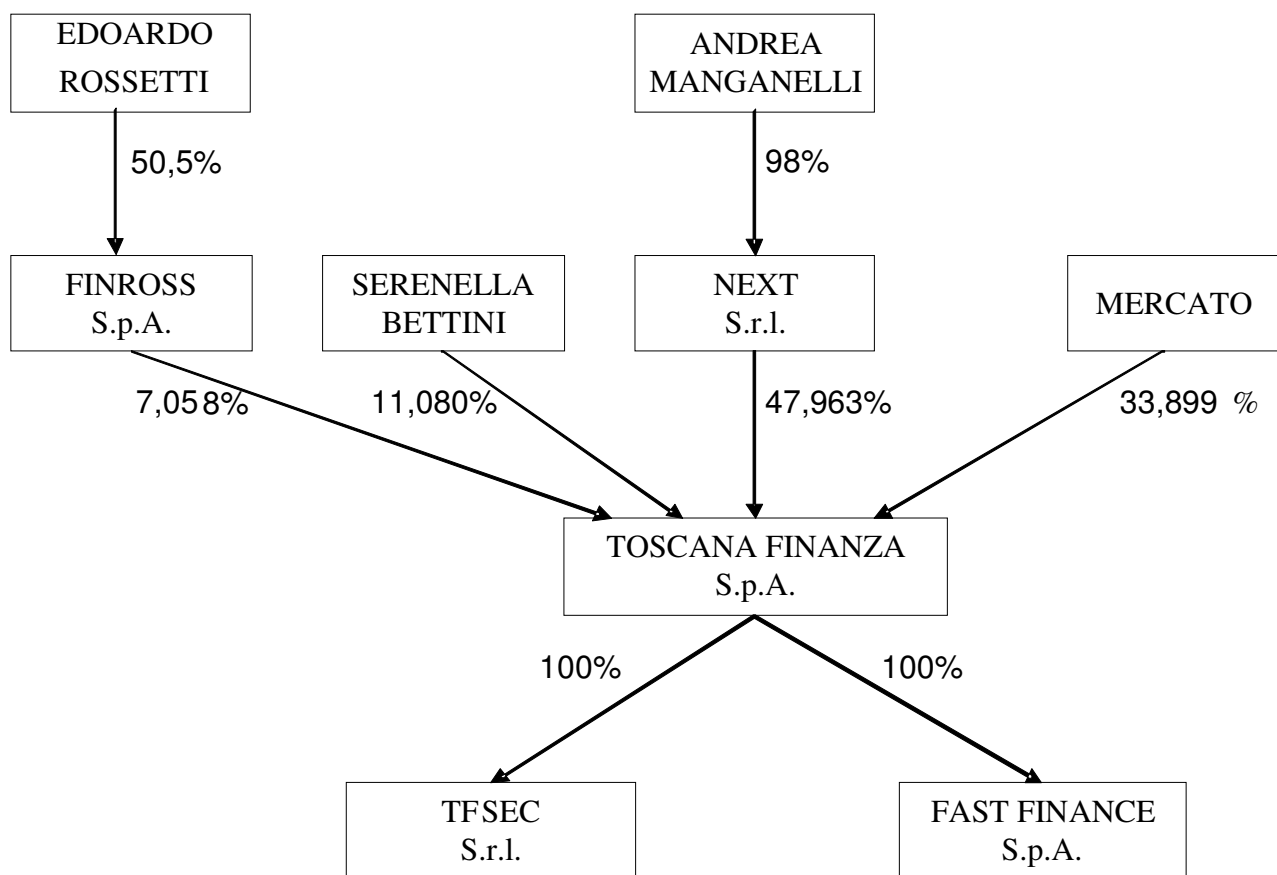 EDOARDO
ROSSETTI
ANDREA
MANGANELLI
50,5%
98%
FINROSS
S.p.A.
SERENELLA
BETTINI
NEXT
S.r.l.
MERCATO
7,058%
11,080%
47,963%
33,899 %
TOSCANA FINANZA
S.p.A.
100%
100%
TFSEC
S.r.l.
FAST FINANCE
S.p.A.